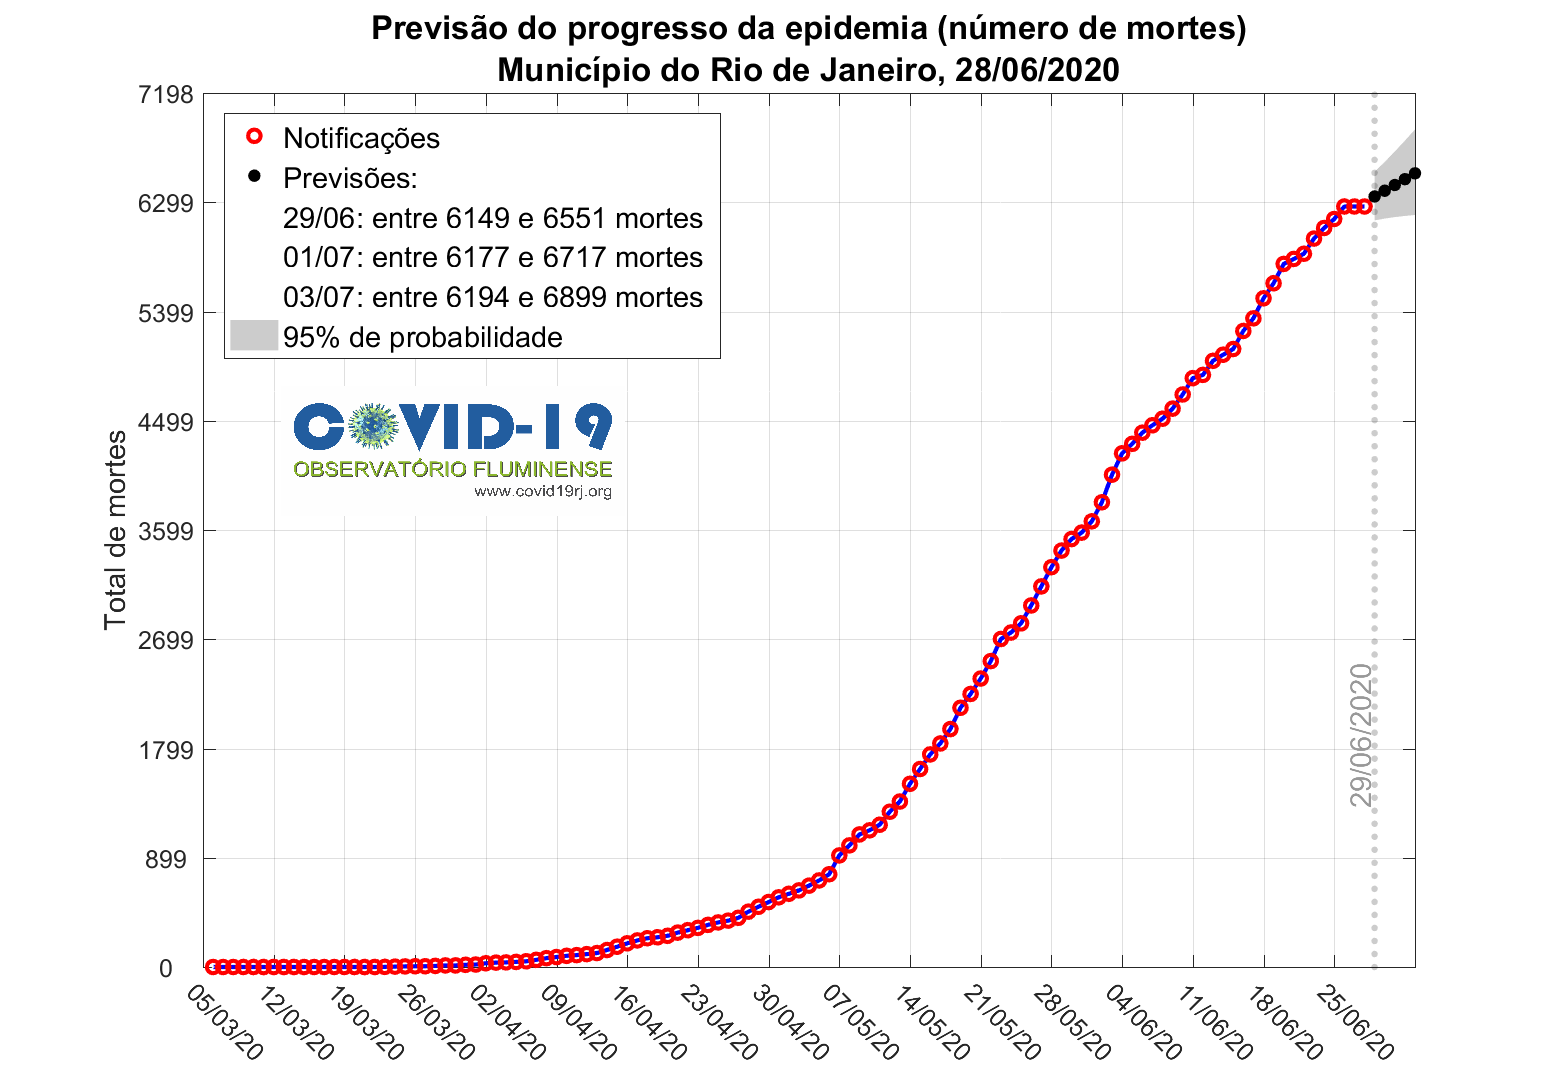 Previsão do progresso da epidemia (número de mortes)
Município do Rio de Janeiro, 28/06/2020
7198
6299
5399
4499
3599
2699
1799
899
0
Total de mortes
Notificações
Previsões:
29/06: entre 6149 e 6551 mortes
01/07: entre 6177 e 6717 mortes
03/07: entre 6194 e 6899 mortes
95% de probabilidade
COVID-19
OBSERVATÓRIO FLUMINENSE
www.covid19rj.org
29/06/2020
05/03/20
12/03/20
19/03/20
26/03/20
02/04/20
09/04/20
16/04/20
23/04/20
30/04/20
07/05/20
14/05/20
21/05/20
28/05/20
04/06/20
11/06/20
18/06/20
25/06/20